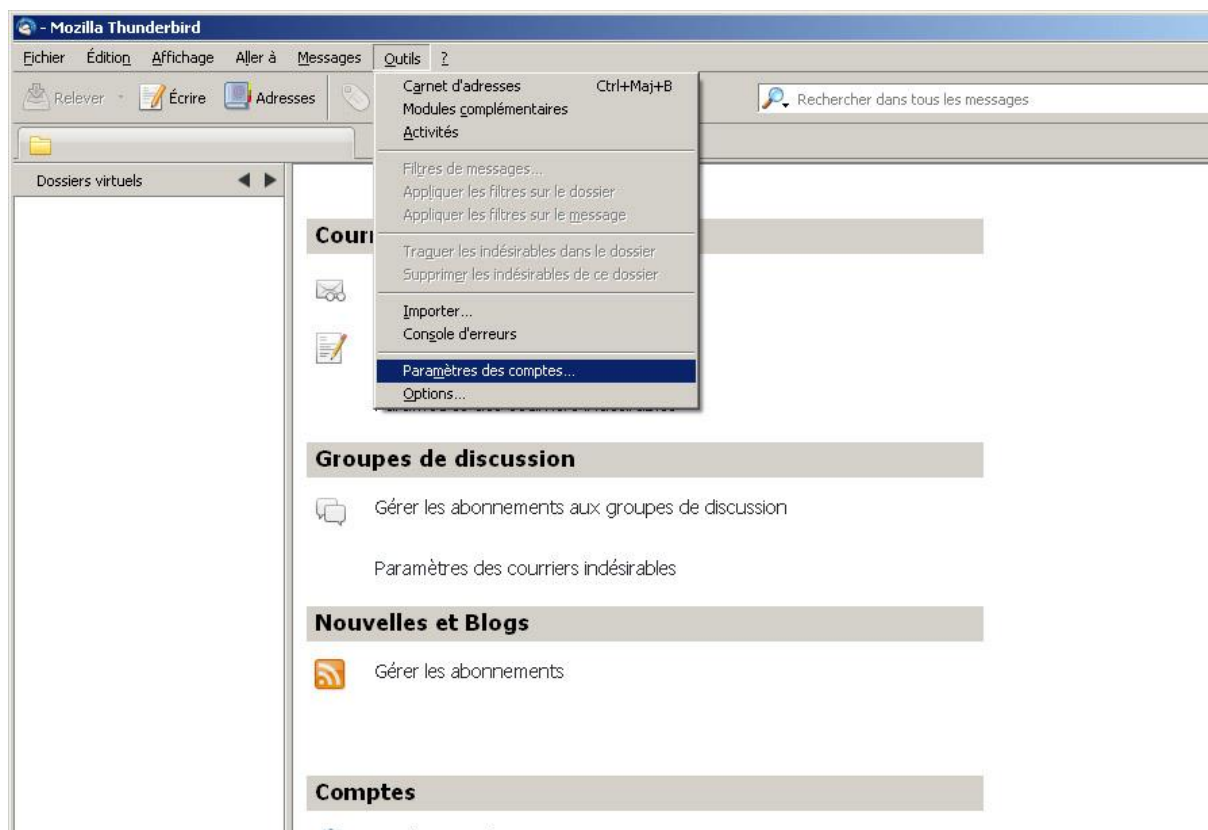 - Mozilla Thunderbird
Fichier Édition Affichage Aller à Messages Outils ?
Relever Écrire Adresses
Rechercher dans tous les messages
Carnet d'adresses Ctrl+Maj+B
Modules complémentaires
Activités
Filtres de messages...
Appliquer les filtres sur le dossier
Appliquer les filtres sur le message
Traquer les indésirables dans le dossier
Supprimer les indésirables de ce dossier
Importer...
Console d'erreurs
Paramètres des comptes...
Options...
Dossiers virtuels
Groupes de discussion
Gérer les abonnements aux groupes de discussion
Paramètres des courriers indésirables
Nouvelles et Blogs
Gérer les abonnements
Comptes